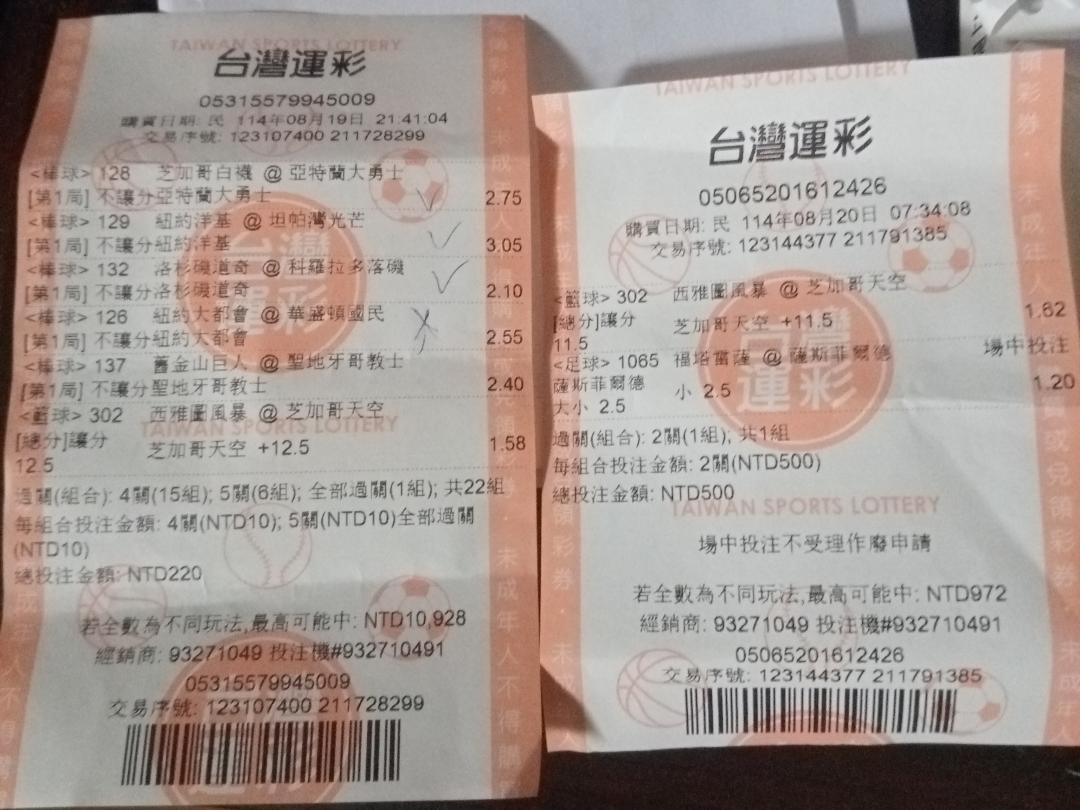 TAIWAN SPORTS LOTTERY
台灣運彩
05315579945009
購買日期: 民 114年08月19日 21:41:04
交易序號: 123107400 211728299
<棒球> 128 芝加哥白襪 @ 亞特蘭大勇士
[第1局] 不讓分亞特蘭大勇士 2.75
<棒球> 129 紐約洋基 @ 坦帕灣光芒
[第1局] 不讓分紐約洋基 3.05
<棒球> 132 洛杉磯道奇 @ 科羅拉多落磯
[第1局] 不讓分洛杉磯道奇 2.10
<棒球> 126 紐約大都會 @ 華盛頓國民
[第1局] 不讓分紐約大都會 2.55
<棒球> 137 舊金山巨人 @ 聖地牙哥教士
[第1局] 不讓分聖地牙哥教士 2.40
<籃球> 302 西雅圖風暴 @ 芝加哥天空
TAIWAN SPORTS LOTTERY
[總分]讓分 芝加哥天空 +12.5 1.58
12.5
過關(組合): 4關(15組); 5關(6組); 全部過關(1組); 共22組
每組合投注金額: 4關(NTD10); 5關(NTD10)全部過關
(NTD10)
總投注金額: NTD220
若全數為不同玩法,最高可能中: NTD10,928
經銷商: 93271049 投注機#932710491
05315579945009
交易序號: 123107400 211728299
TAIWAN SPORTS LOTTERY
台灣運彩
05065201612426
購買日期: 民 114年08月20日 07:34:08
交易序號: 123144377 211791385
<籃球> 302 西雅圖風暴 @ 芝加哥天空
[總分]讓分 芝加哥天空 +11.5 1.62
11.5
場中投注
<足球> 1065 福塔雷薩 @ 薩斯菲爾德
薩斯菲爾德 小 2.5 1.20
大小 2.5
過關(組合): 2關(1組); 共1組
每組合投注金額: 2關(NTD500)
總投注金額: NTD500
TAIWAN SPORTS LOTTERY
場中投注不受理作廢申請
若全數為不同玩法,最高可能中: NTD972
經銷商: 93271049 投注機#932710491
05065201612426
交易序號: 123144377 211791385